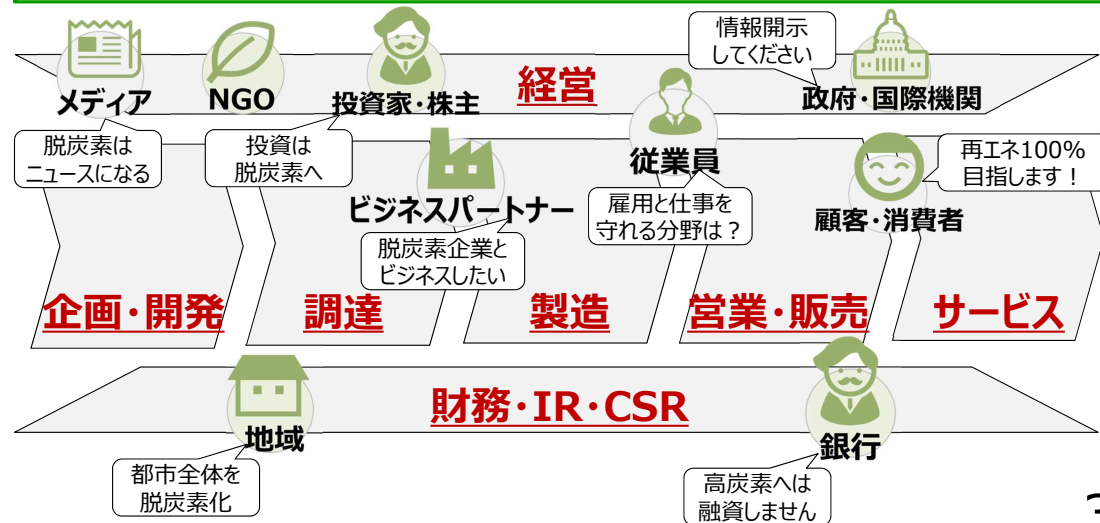 情報開示
してください
経営
メディア
NGO
投資家・株主
政府・国際機関
脱炭素は
ニュースになる
投資は
脱炭素へ
従業員
再エネ100%
目指します！
ビジネスパートナー
雇用と仕事を
守れる分野は？
顧客・消費者
脱炭素企業と
ビジネスしたい
企画・開発
調達
製造
営業・販売
サービス
財務・IR・CSR
地域
銀行
都市全体を
脱炭素化
高炭素へは
融資しません